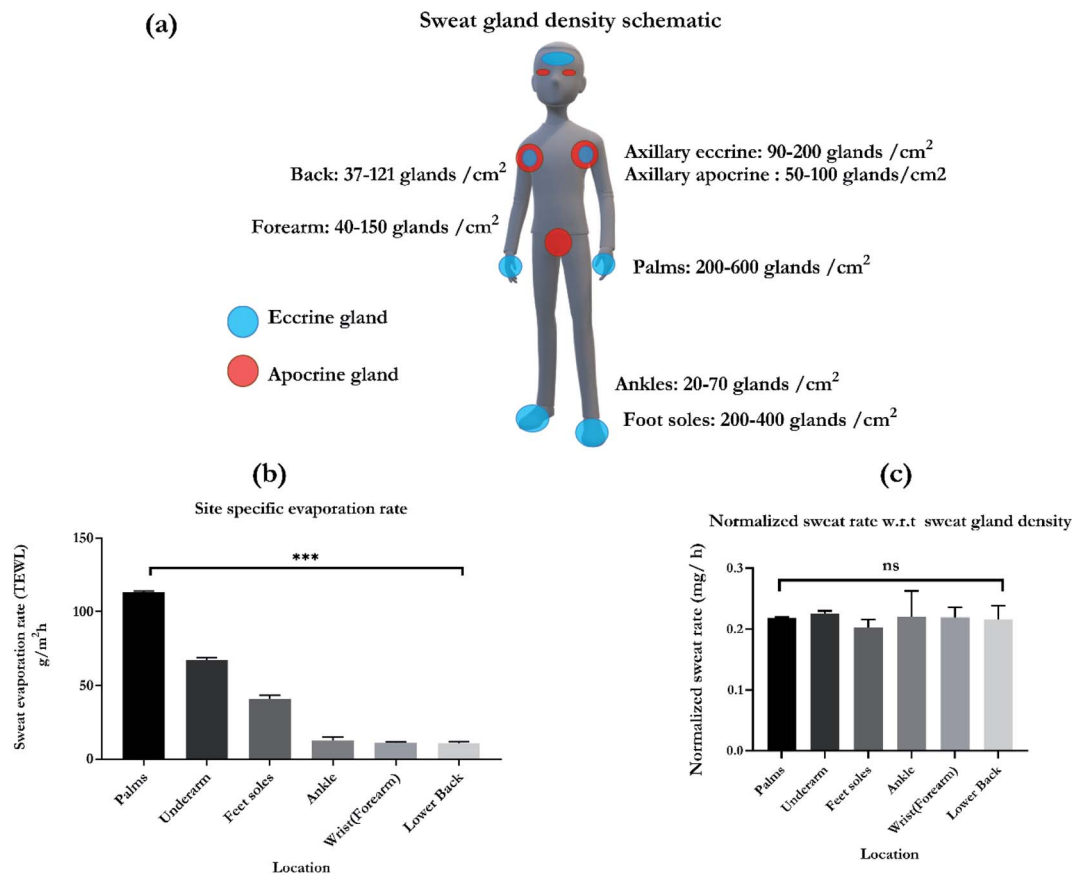 (a)
Sweat gland density schematic
Back: 37-121 glands /cm²
Axillary eccrine: 90-200 glands /cm²
Axillary apocrine : 50-100 glands/cm2
Forearm: 40-150 glands /cm²
Palms: 200-600 glands /cm²
Eccrine gland
Apocrine gland
Ankles: 20-70 glands /cm²
Foot soles: 200-400 glands /cm²
(b)
Site specific evaporation rate
Sweat evaporation rate (TEWL)
g/m²h
150
100
50
0
***
Palms
Underarm
Feet soles
Ankle
Wrist(Forearm)
Lower Back
Location
(c)
Normalized sweat rate w.r.t sweat gland density
Normalized sweat rate (mg/ h)
0.3
0.2
0.1
0.0
ns
Palms
Underarm
Feet soles
Ankle
Wrist(Forearm)
Lower Back
Location